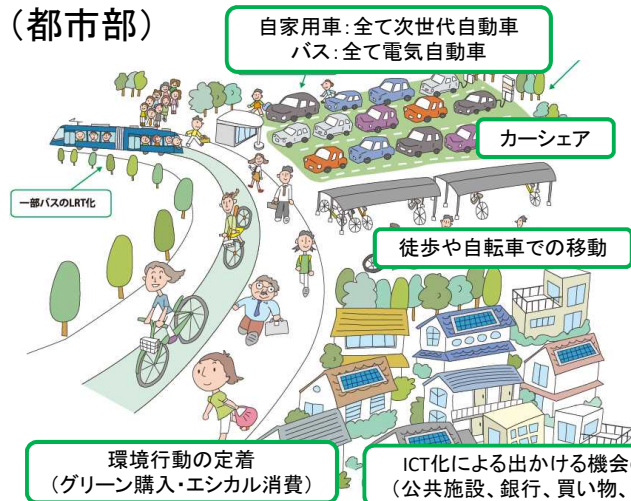 （都市部）
自家用車：全て次世代自動車
バス：全て電気自動車
カーシェア
一部バスのLRT化
徒歩や自転車での移動
環境行動の定着
（グリーン購入・エシカル消費）
ICT化による出かける機会
（公共施設、銀行、買い物、